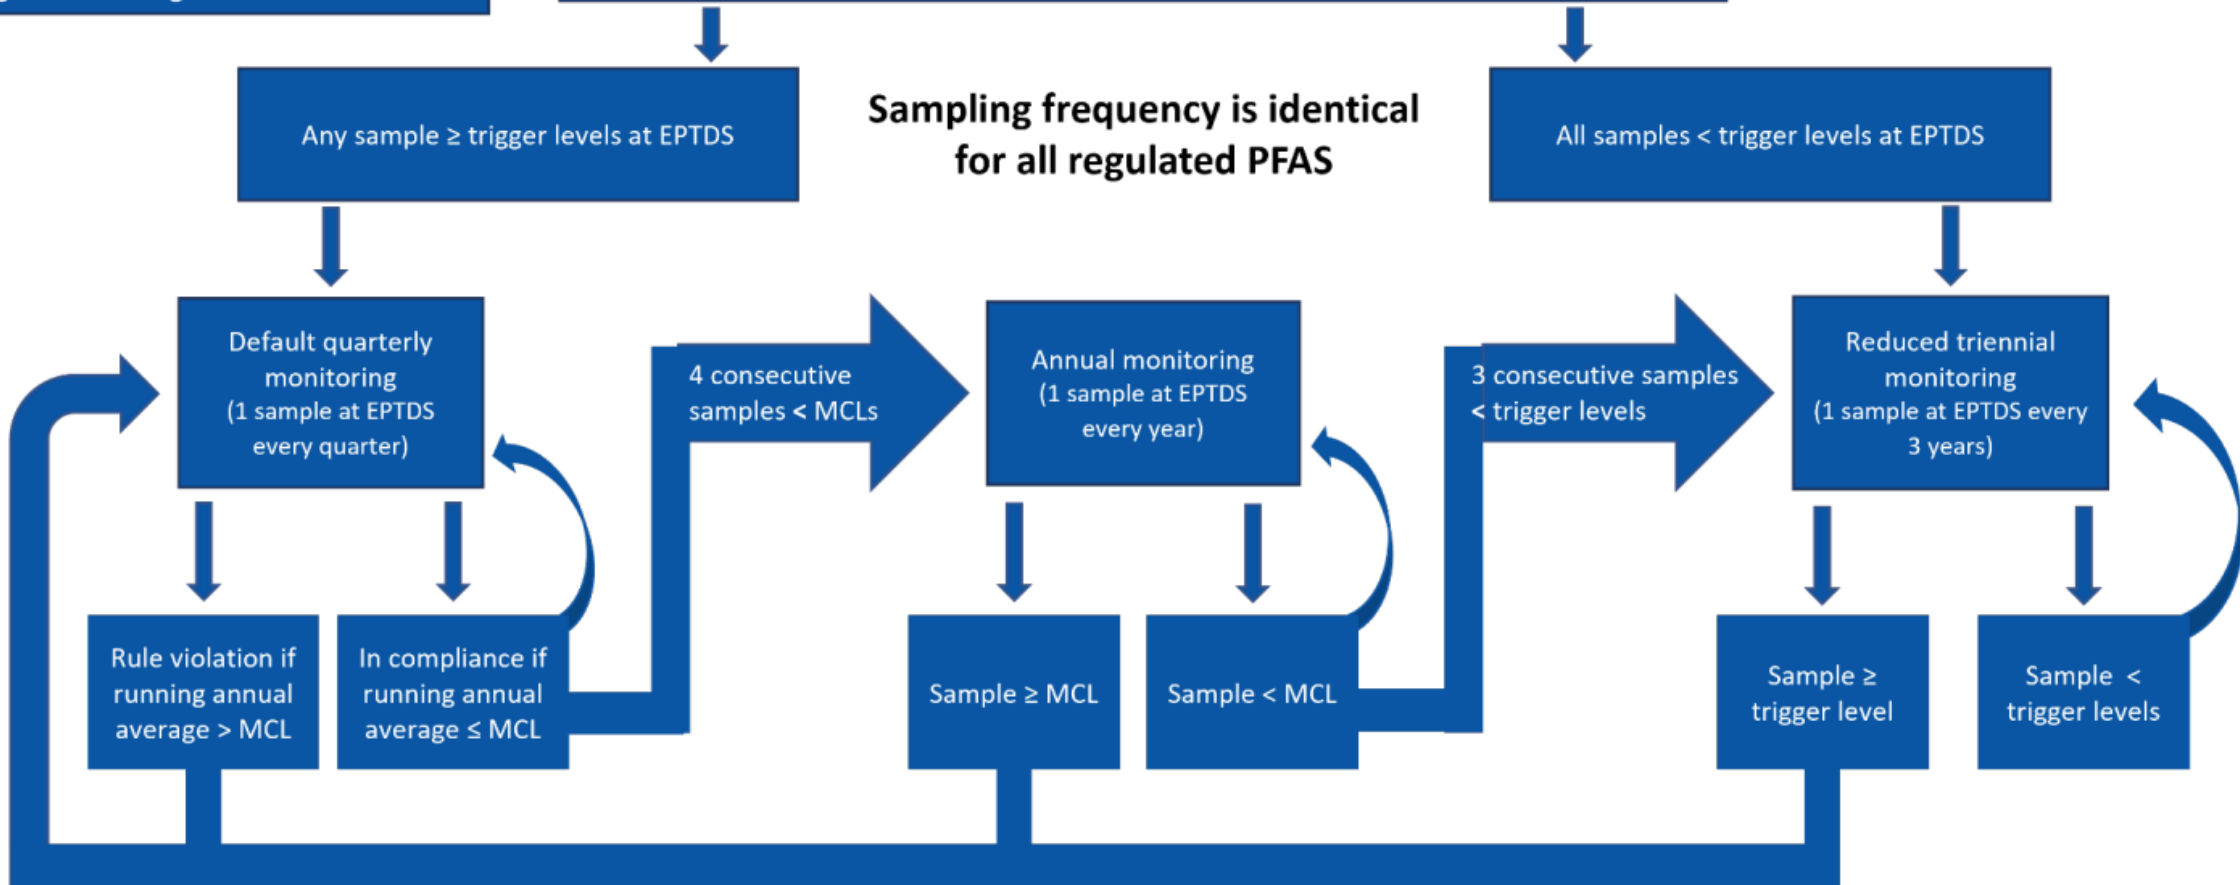 Any sample ≥ trigger levels at EPTDS
Sampling frequency is identical
for all regulated PFAS
All samples < trigger levels at EPTDS
Default quarterly
monitoring
(1 sample at EPTDS
every quarter)
4 consecutive
samples < MCLs
Annual monitoring
(1 sample at EPTDS
every year)
3 consecutive samples
< trigger levels
Reduced triennial
monitoring
(1 sample at EPTDS every
3 years)
Rule violation if
running annual
average > MCL
In compliance if
running annual
average ≤ MCL
Sample ≥ MCL
Sample < MCL
Sample ≥
trigger level
Sample <
trigger levels